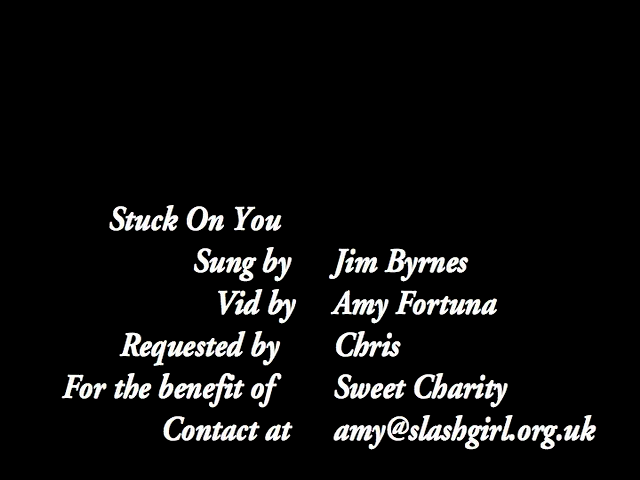 Stuck On You
Sung by Jim Byrnes
Vid by Amy Fortuna
Requested by Chris
For the benefit of Sweet Charity
Contact at amy@slashgirl.org.uk